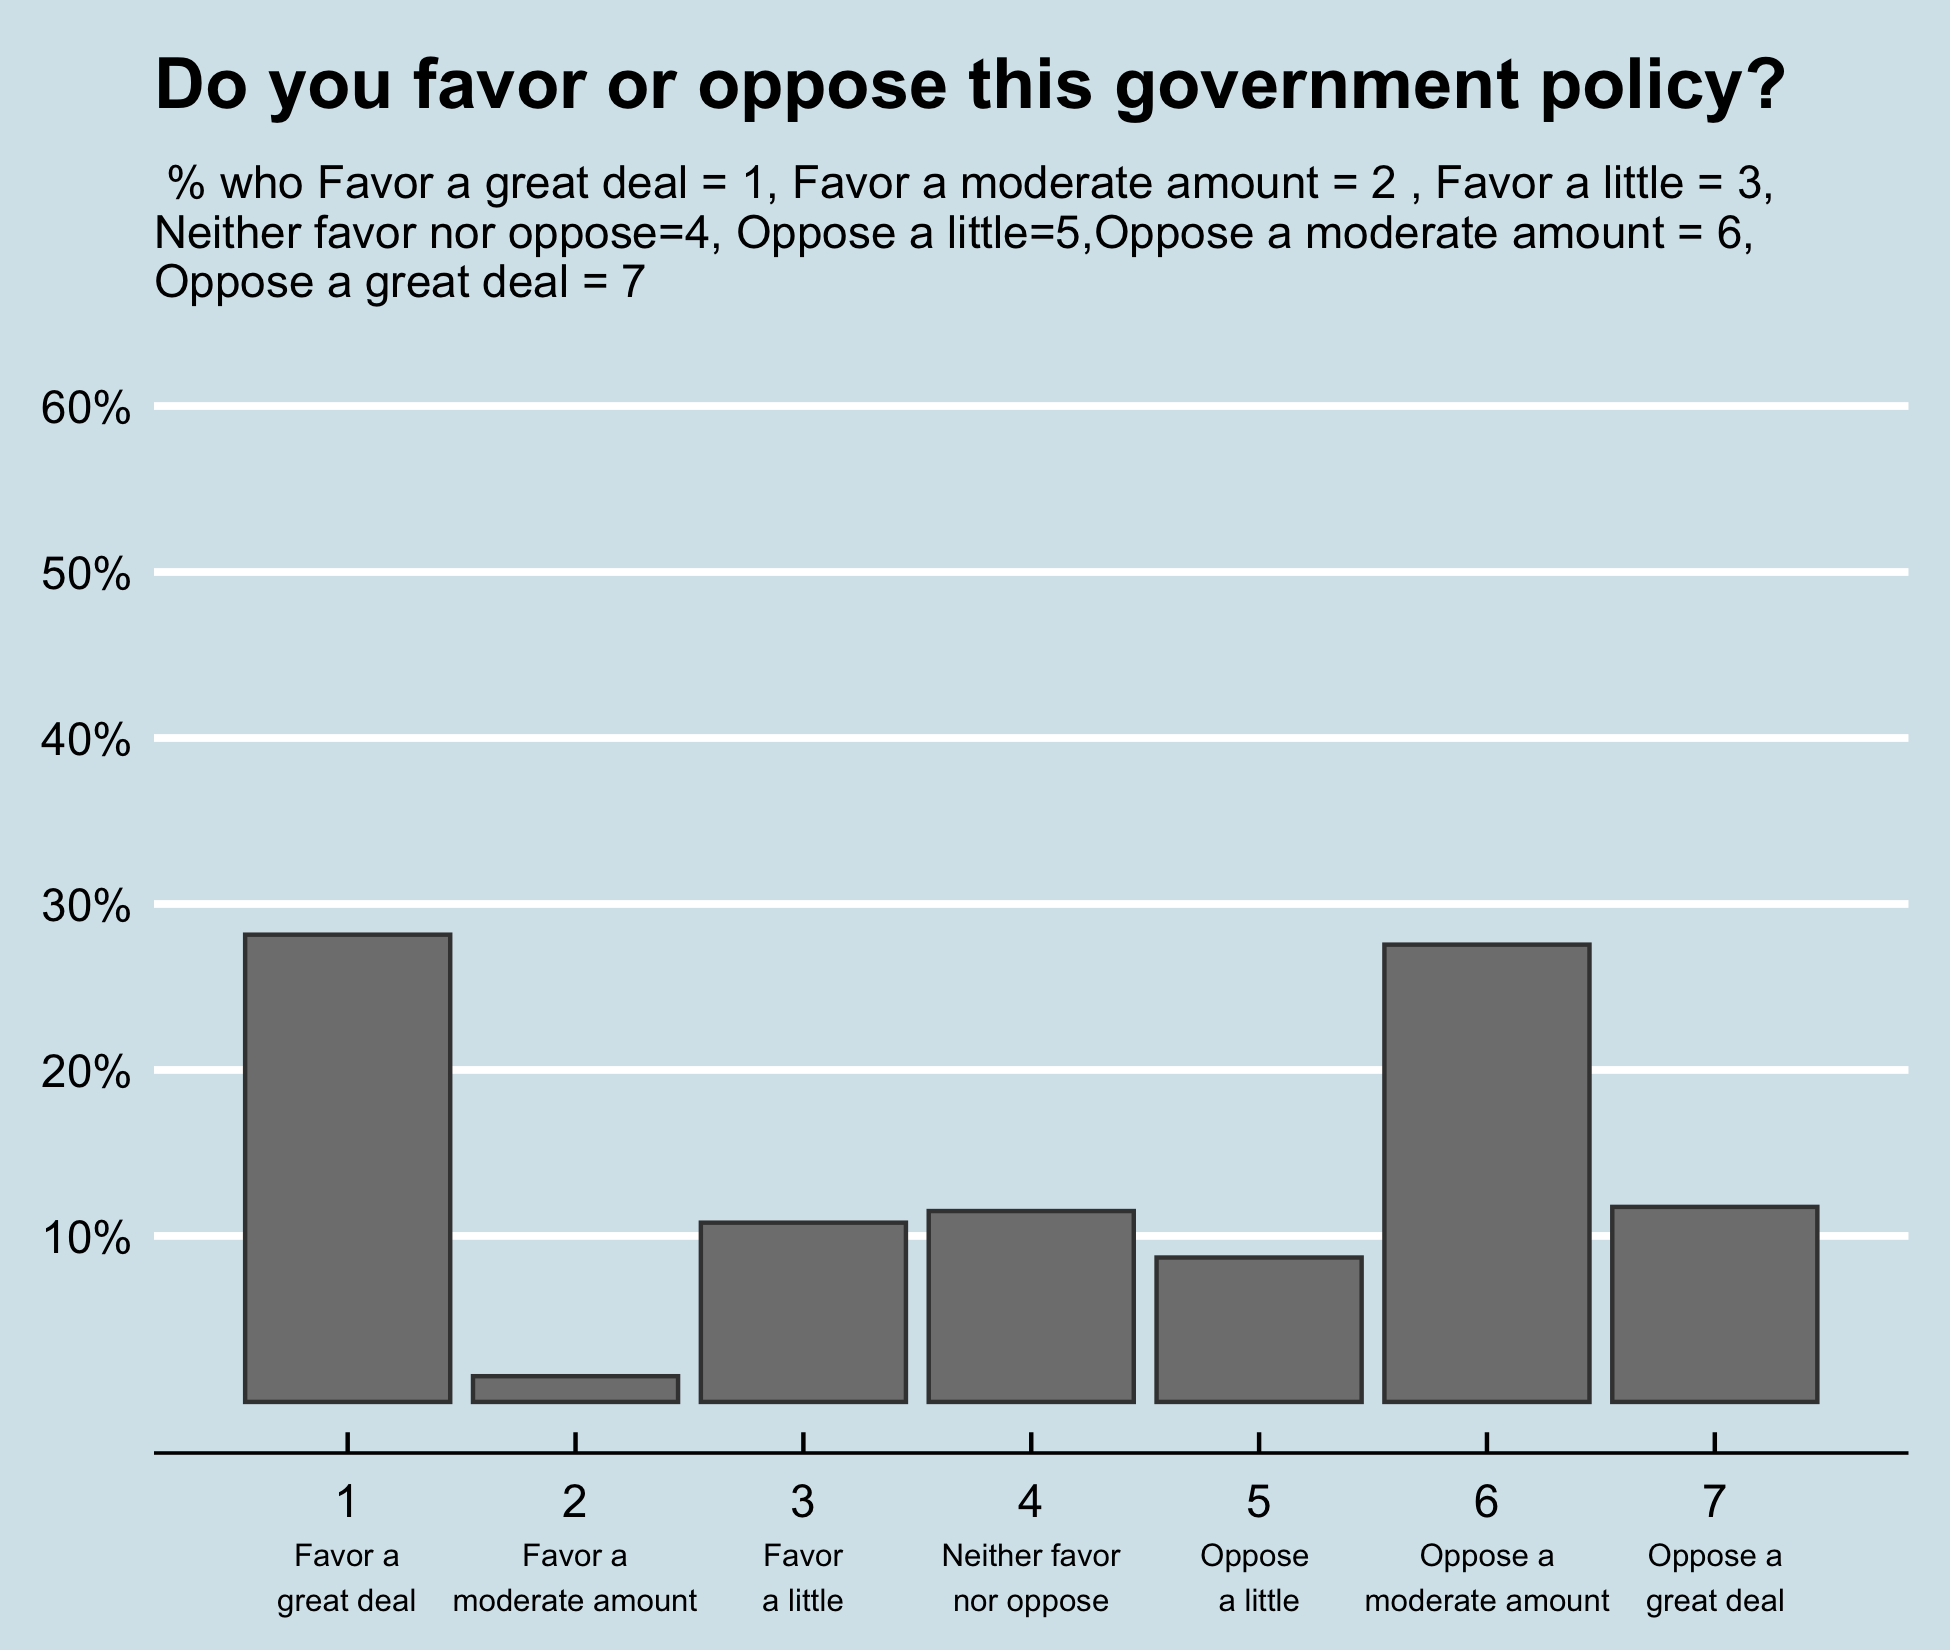 Do you favor or oppose this government policy?
% who Favor a great deal = 1, Favor a moderate amount = 2 , Favor a little = 3,
Neither favor nor oppose=4, Oppose a little=5,Oppose a moderate amount = 6,
Oppose a great deal = 7
60%
50%
40%
30%
20%
10%
1 2 3 4 5 6 7
Favor a Favor a Favor Neither favor Oppose Oppose a Oppose a
great deal moderate amount a little nor oppose a little moderate amount great deal